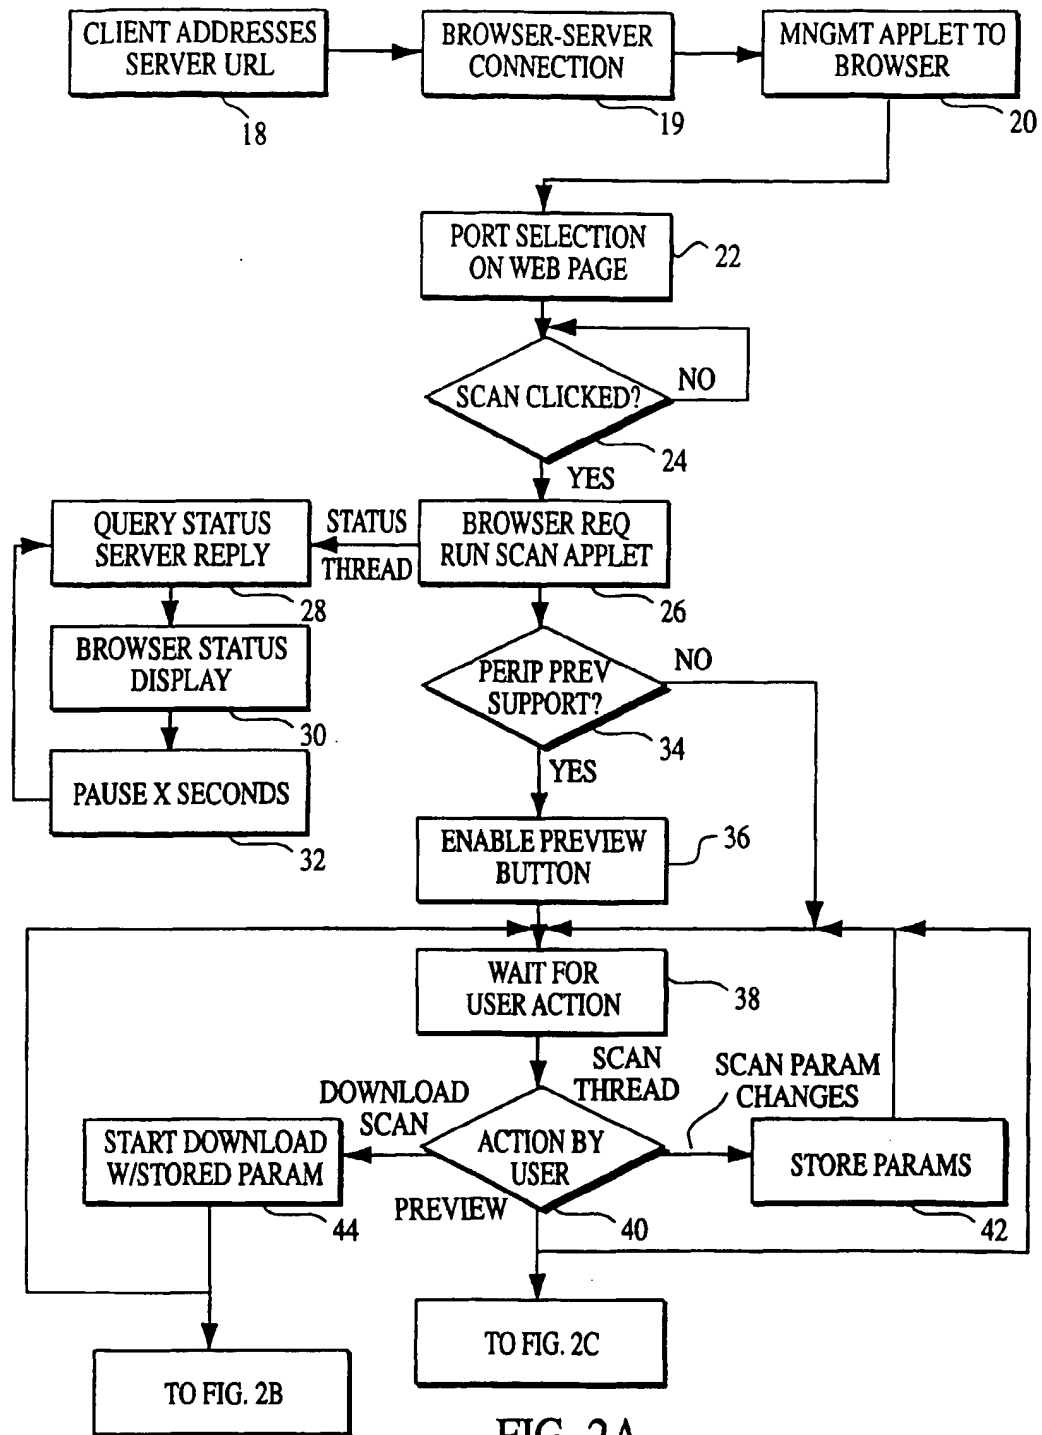 CLIENT ADDRESSES
SERVER URL
18
BROWSER-SERVER
CONNECTION
19
MNGMT APPLET TO
BROWSER
20
PORT SELECTION
ON WEB PAGE
22
SCAN CLICKED?
NO
24
YES
BROWSER REQ
RUN SCAN APPLET
26
STATUS
THREAD
QUERY STATUS
SERVER REPLY
28
BROWSER STATUS
DISPLAY
30
PAUSE X SECONDS
32
PERIP PREV
SUPPORT?
NO
34
YES
ENABLE PREVIEW
BUTTON
36
WAIT FOR
USER ACTION
38
SCAN
THREAD
SCAN PARAM
CHANGES
DOWNLOAD
SCAN
ACTION BY
USER
40
START DOWNLOAD
W/STORED PARAM
44
PREVIEW
STORE PARAMS
42
TO FIG. 2C
TO FIG. 2B
FIG. 2A